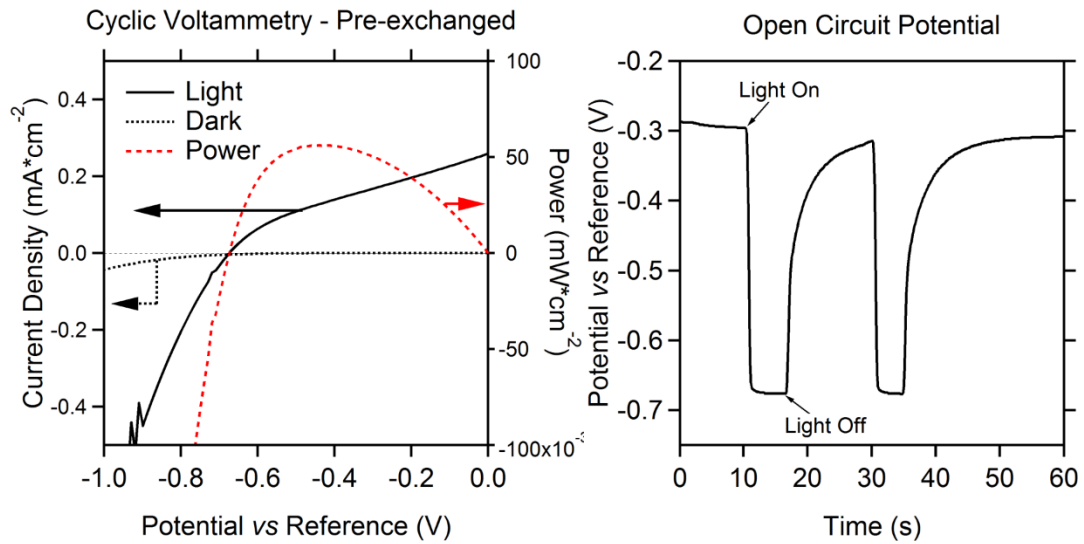 Cyclic Voltammetry - Pre-exchanged
Light
Dark
Power
Current Density (mA*cm-2)
0.4
0.2
0.0
-0.2
-0.4
100
50
0
-50
-100x10-3
Power (mW*cm-2)
-1.0 -0.8 -0.6 -0.4 -0.2 0.0
Potential vs Reference (V)
Open Circuit Potential
Light On
Light Off
Potential vs Reference (V)
-0.2
-0.3
-0.4
-0.5
-0.6
-0.7
0 10 20 30 40 50 60
Time (s)